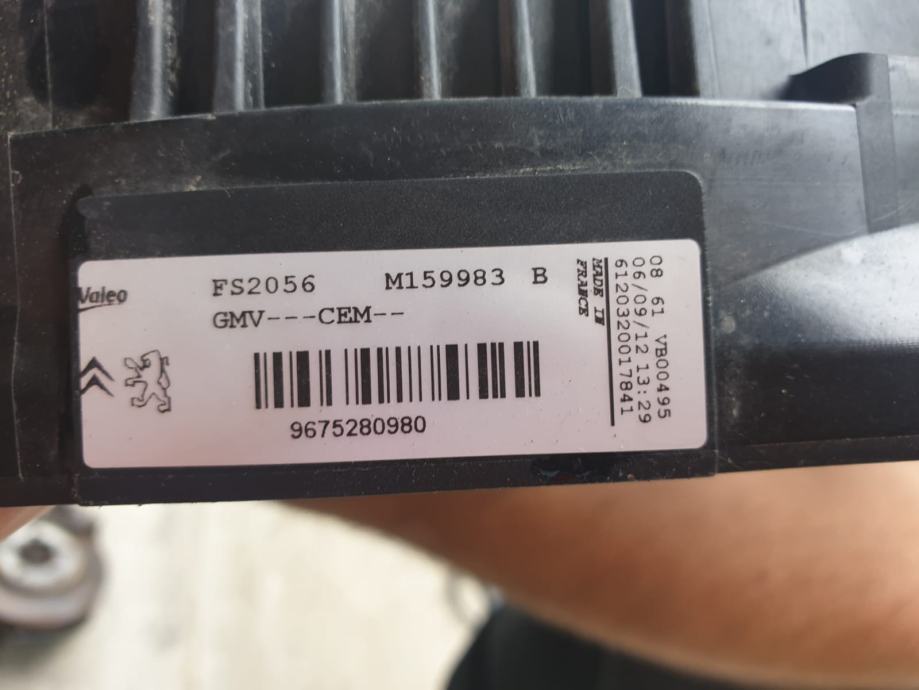 Valeo
FS2056 M159983 B
GMV---CEM--
9675280980
MADE IN
FRANCE
08 61 VB00495
06/09/12 13:29
6120320017841